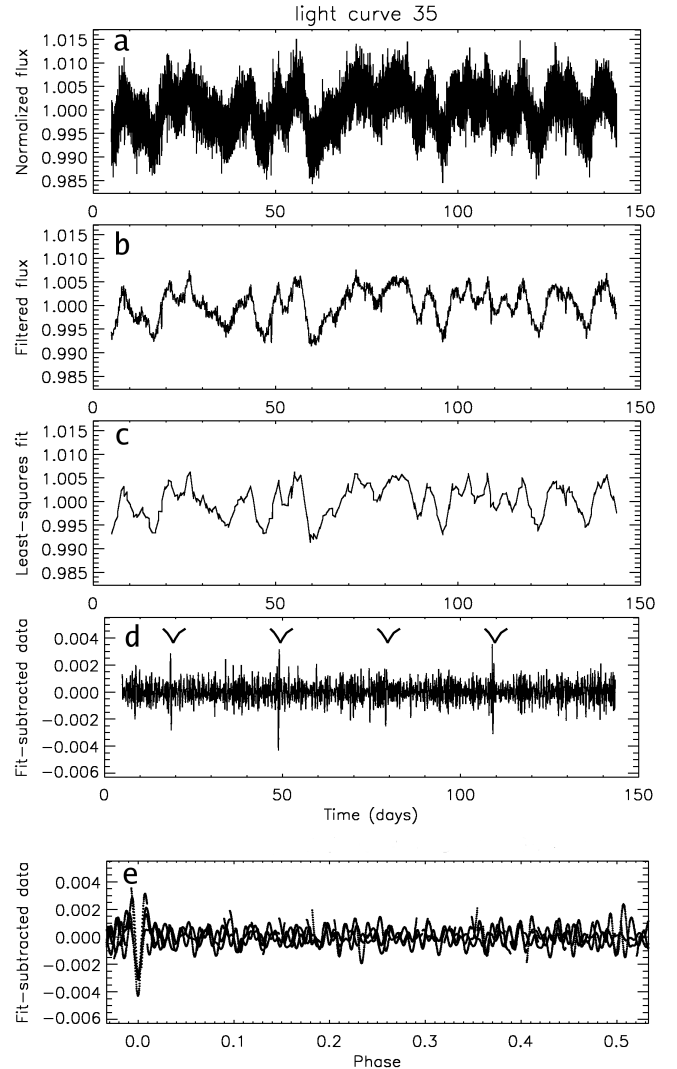 light curve 35
a
Normalized flux
1.015
1.010
1.005
1.000
0.995
0.990
0.985
0 50 100 150
b
Filtered flux
1.015
1.010
1.005
1.000
0.995
0.990
0.985
0 50 100 150
c
Least-squares fit
1.015
1.010
1.005
1.000
0.995
0.990
0.985
0 50 100 150
d
Fit-subtracted data
0.004
0.002
0.000
-0.002
-0.004
-0.006
0 50 100 150
Time (days)
e
Fit-subtracted data
0.004
0.002
0.000
-0.002
-0.004
-0.006
0.0 0.1 0.2 0.3 0.4 0.5
Phase